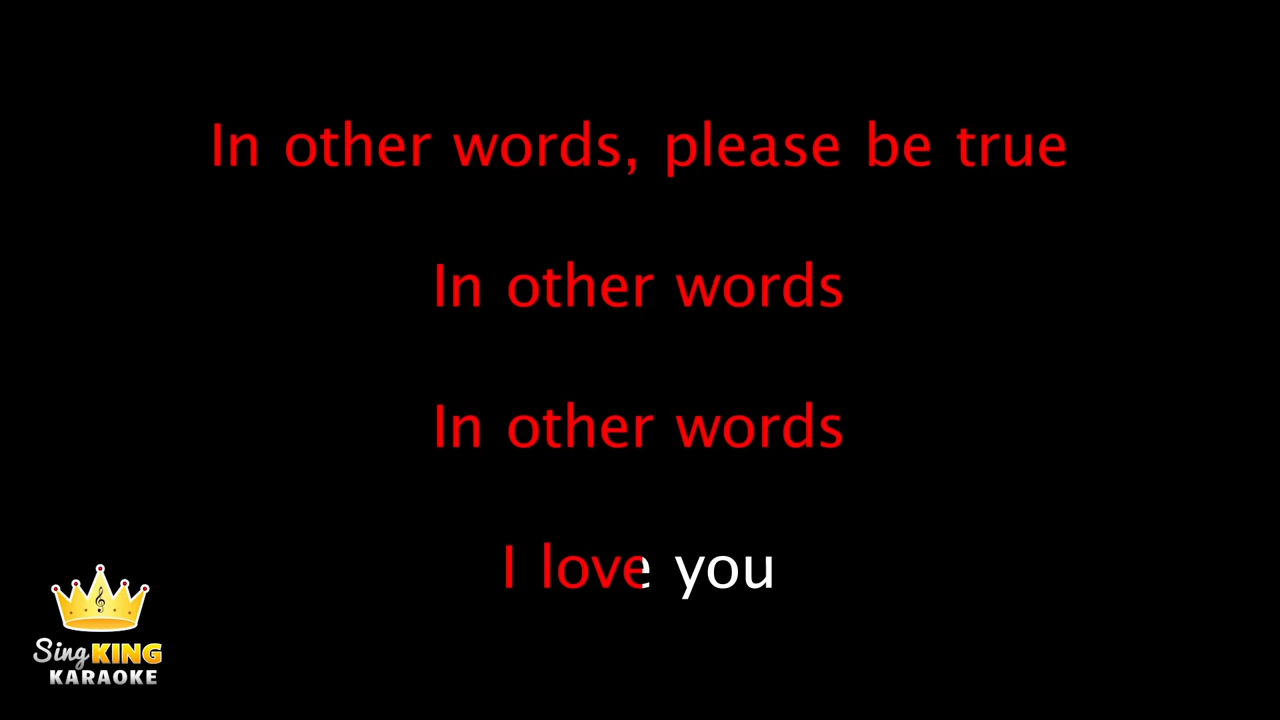 In other words, please be true
In other words
In other words
I love you
Sing KING
KARAOKE